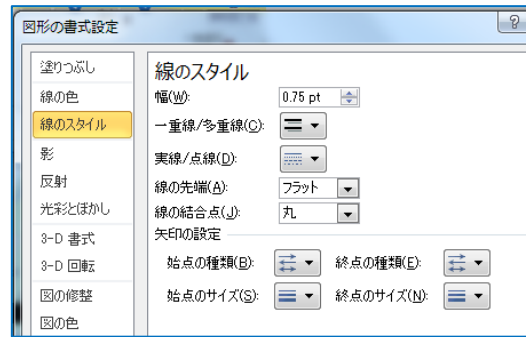 図形の書式設定
塗りつぶし
線の色
線のスタイル
影
反射
光彩とぼかし
3-D 書式
3-D 回転
図の修整
図の色
線のスタイル
幅(W): 0.75 pt
一重線/多重線(C):
実線/点線(D):
線の先端(A): フラット
線の結合点(J): 丸
矢印の設定
始点の種類(B): 終点の種類(E):
始点のサイズ(S): 終点のサイズ(N):